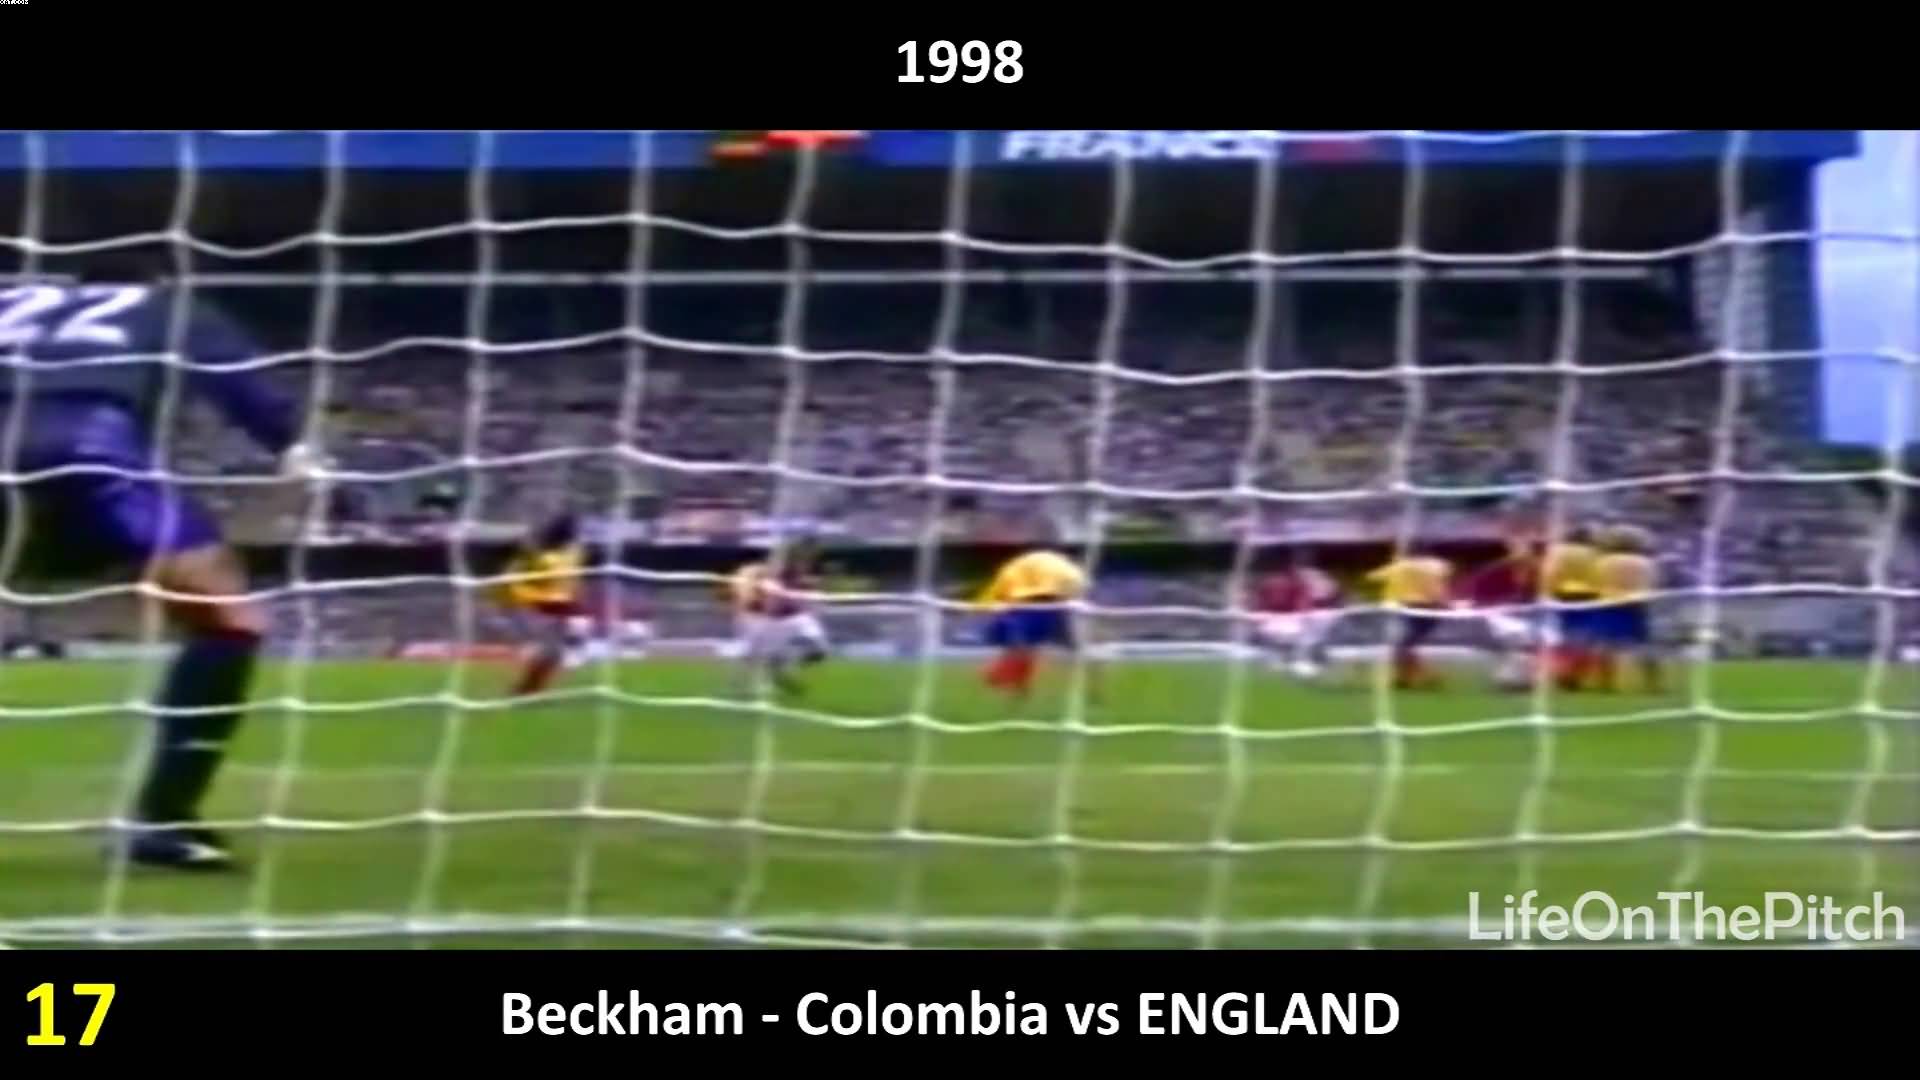 1998
FRANCE
22
LifeOnThePitch
17
Beckham - Colombia vs ENGLAND